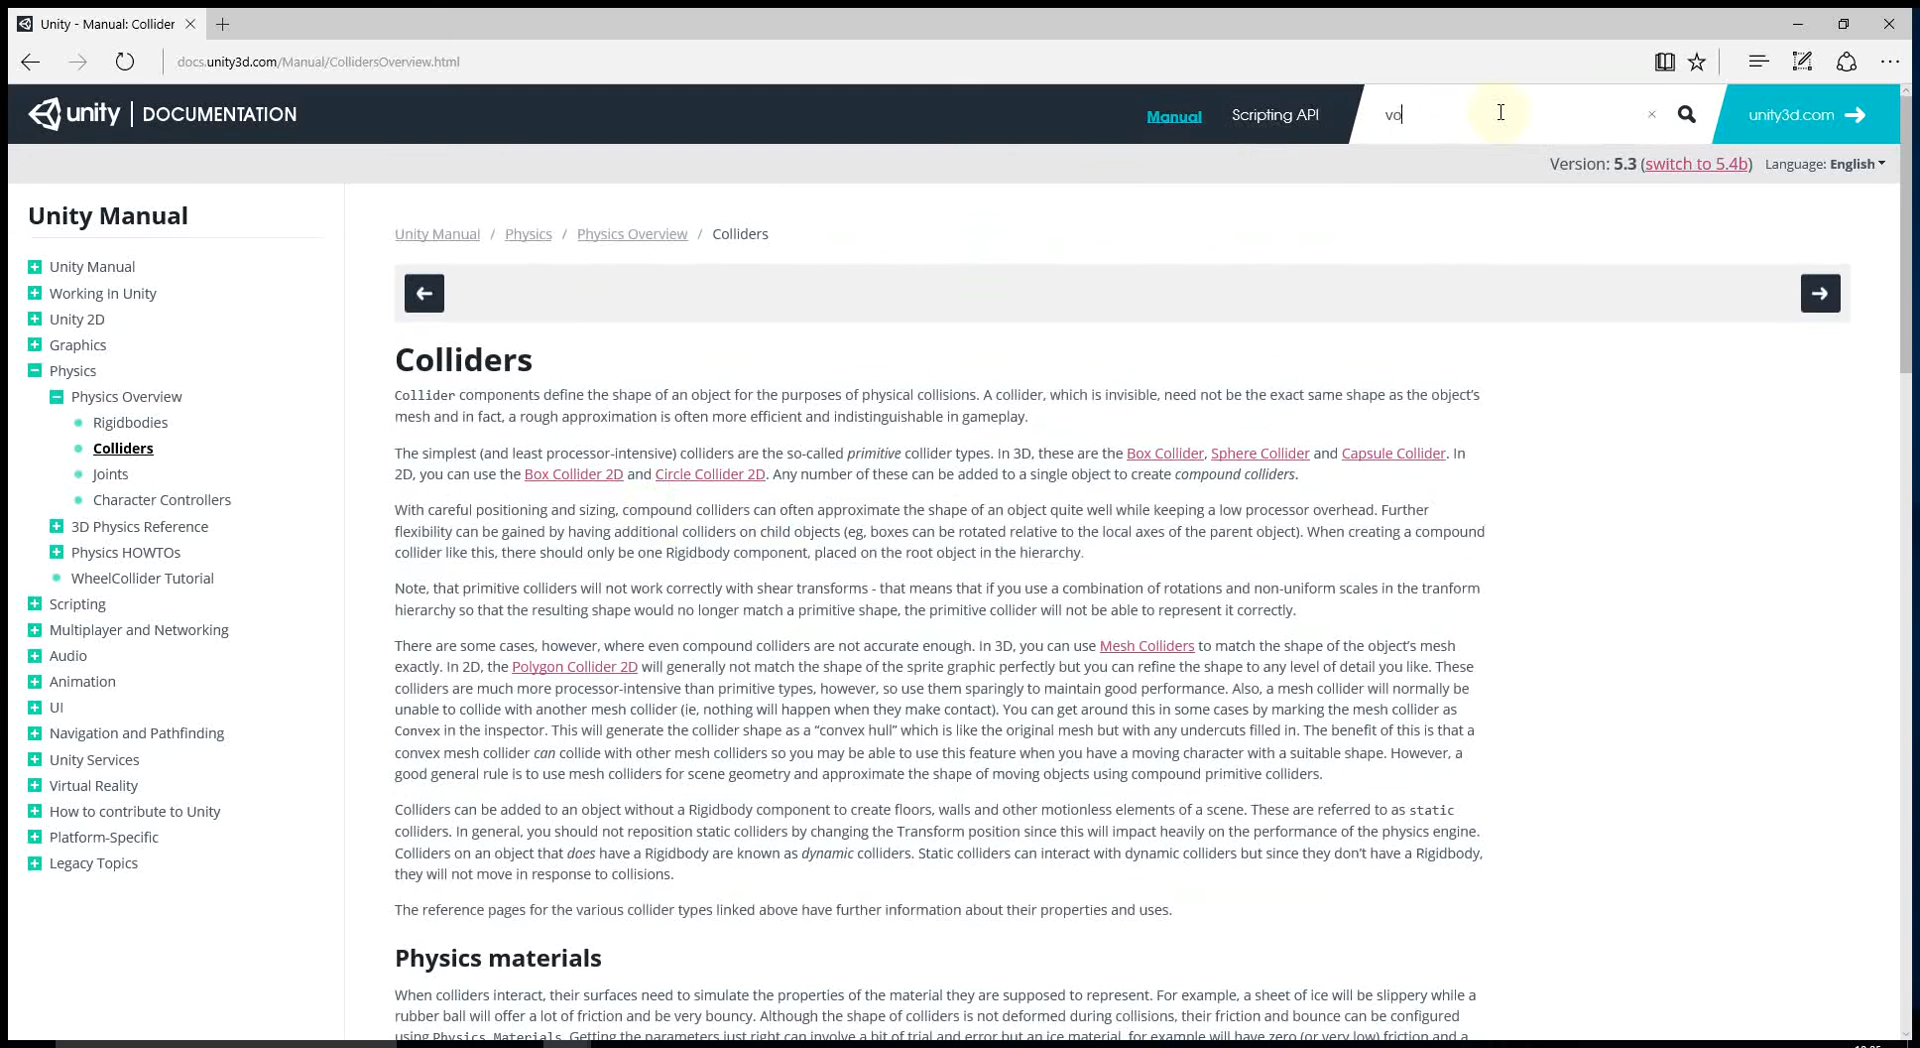 Unity - Manual: Collider
docs.unity3d.com/Manual/CollidersOverview.html
unity | DOCUMENTATION
Manual
Scripting API
vo
unity3d.com
Version: 5.3 (switch to 5.4b)
Language: English
Unity Manual
Unity Manual
Working In Unity
Unity 2D
Graphics
Physics
Physics Overview
Rigidbodies
Colliders
Joints
Character Controllers
3D Physics Reference
Physics HOWTOs
WheelCollider Tutorial
Scripting
Multiplayer and Networking
Audio
Animation
UI
Navigation and Pathfinding
Unity Services
Virtual Reality
How to contribute to Unity
Platform-Specific
Legacy Topics
Unity Manual / Physics / Physics Overview / Colliders
Colliders
Collider components define the shape of an object for the purposes of physical collisions. A collider, which is invisible, need not be the exact same shape as the object's
mesh and in fact, a rough approximation is often more efficient and indistinguishable in gameplay.
The simplest (and least processor-intensive) colliders are the so-called primitive collider types. In 3D, these are the Box Collider, Sphere Collider and Capsule Collider. In
2D, you can use the Box Collider 2D and Circle Collider 2D. Any number of these can be added to a single object to create compound colliders.
With careful positioning and sizing, compound colliders can often approximate the shape of an object quite well while keeping a low processor overhead. Further
flexibility can be gained by having additional colliders on child objects (eg, boxes can be rotated relative to the local axes of the parent object). When creating a compound
collider like this, there should only be one Rigidbody component, placed on the root object in the hierarchy.
Note, that primitive colliders will not work correctly with shear transforms - that means that if you use a combination of rotations and non-uniform scales in the tranform
hierarchy so that the resulting shape would no longer match a primitive shape, the primitive collider will not be able to represent it correctly.
There are some cases, however, where even compound colliders are not accurate enough. In 3D, you can use Mesh Colliders to match the shape of the object's mesh
exactly. In 2D, the Polygon Collider 2D will generally not match the shape of the sprite graphic perfectly but you can refine the shape to any level of detail you like. These
colliders are much more processor-intensive than primitive types, however, so use them sparingly to maintain good performance. Also, a mesh collider will normally be
unable to collide with another mesh collider (ie, nothing will happen when they make contact). You can get around this in some cases by marking the mesh collider as
Convex in the inspector. This will generate the collider shape as a “convex hull” which is like the original mesh but with any undercuts filled in. The benefit of this is that a
convex mesh collider can collide with other mesh colliders so you may be able to use this feature when you have a moving character with a suitable shape. However, a
good general rule is to use mesh colliders for scene geometry and approximate the shape of moving objects using compound primitive colliders.
Colliders can be added to an object without a Rigidbody component to create floors, walls and other motionless elements of a scene. These are referred to as static
colliders. In general, you should not reposition static colliders by changing the Transform position since this will impact heavily on the performance of the physics engine.
Colliders on an object that does have a Rigidbody are known as dynamic colliders. Static colliders can interact with dynamic colliders but since they don't have a Rigidbody,
they will not move in response to collisions.
The reference pages for the various collider types linked above have further information about their properties and uses.
Physics materials
When colliders interact, their surfaces need to simulate the properties of the material they are supposed to represent. For example, a sheet of ice will be slippery while a
rubber ball will offer a lot of friction and be very bouncy. Although the shape of colliders is not deformed during collisions, their friction and bounce can be configured
using Physics Materials. Getting the parameters just right can involve a bit of trial and error but an ice material, for example will have zero (or very low) friction and a